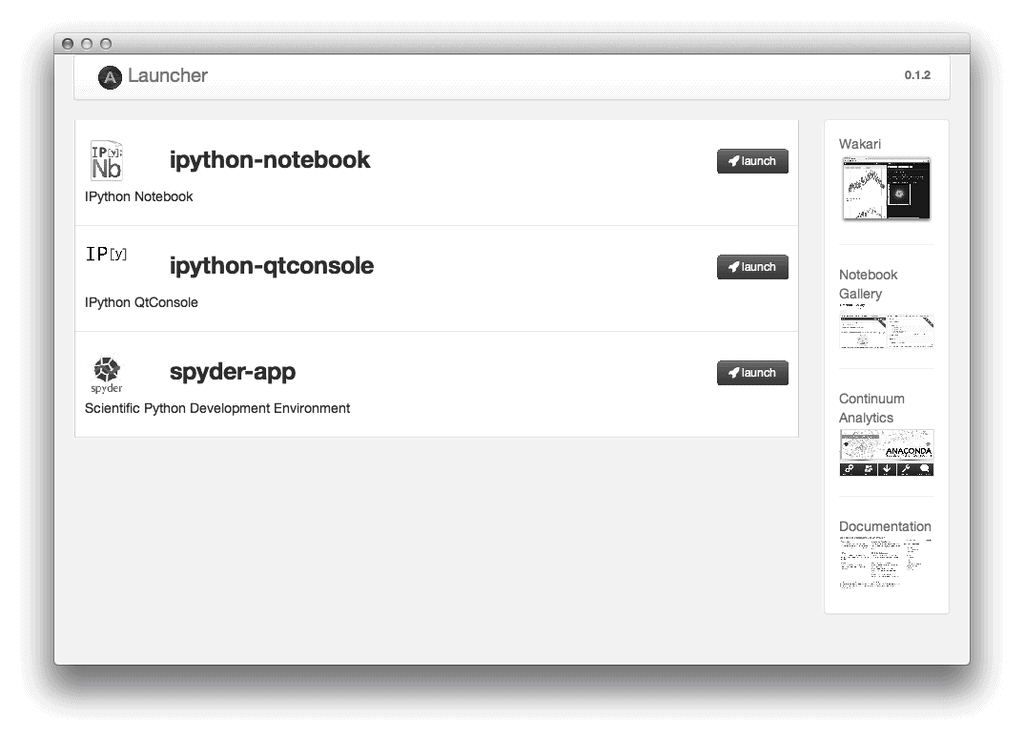 A Launcher
0.1.2
IP[y]:
Nb
ipython-notebook
launch
IPython Notebook
IP[y]
ipython-qtconsole
launch
IPython QtConsole
spyder
spyder-app
launch
Scientific Python Development Environment
Wakari
Notebook
Gallery
Continuum
Analytics
ANACONDA
Documentation